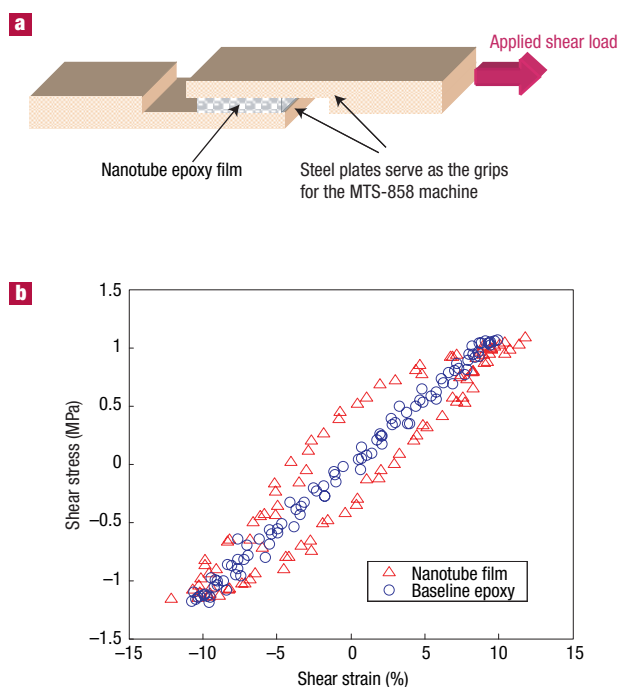 a
Applied shear load
Nanotube epoxy film
Steel plates serve as the grips
for the MTS-858 machine
b
1.5
1
0.5
0
–0.5
–1
–1.5
Shear stress (MPa)
Nanotube film
Baseline epoxy
–15
–10
–5
0
5
10
15
Shear strain (%)